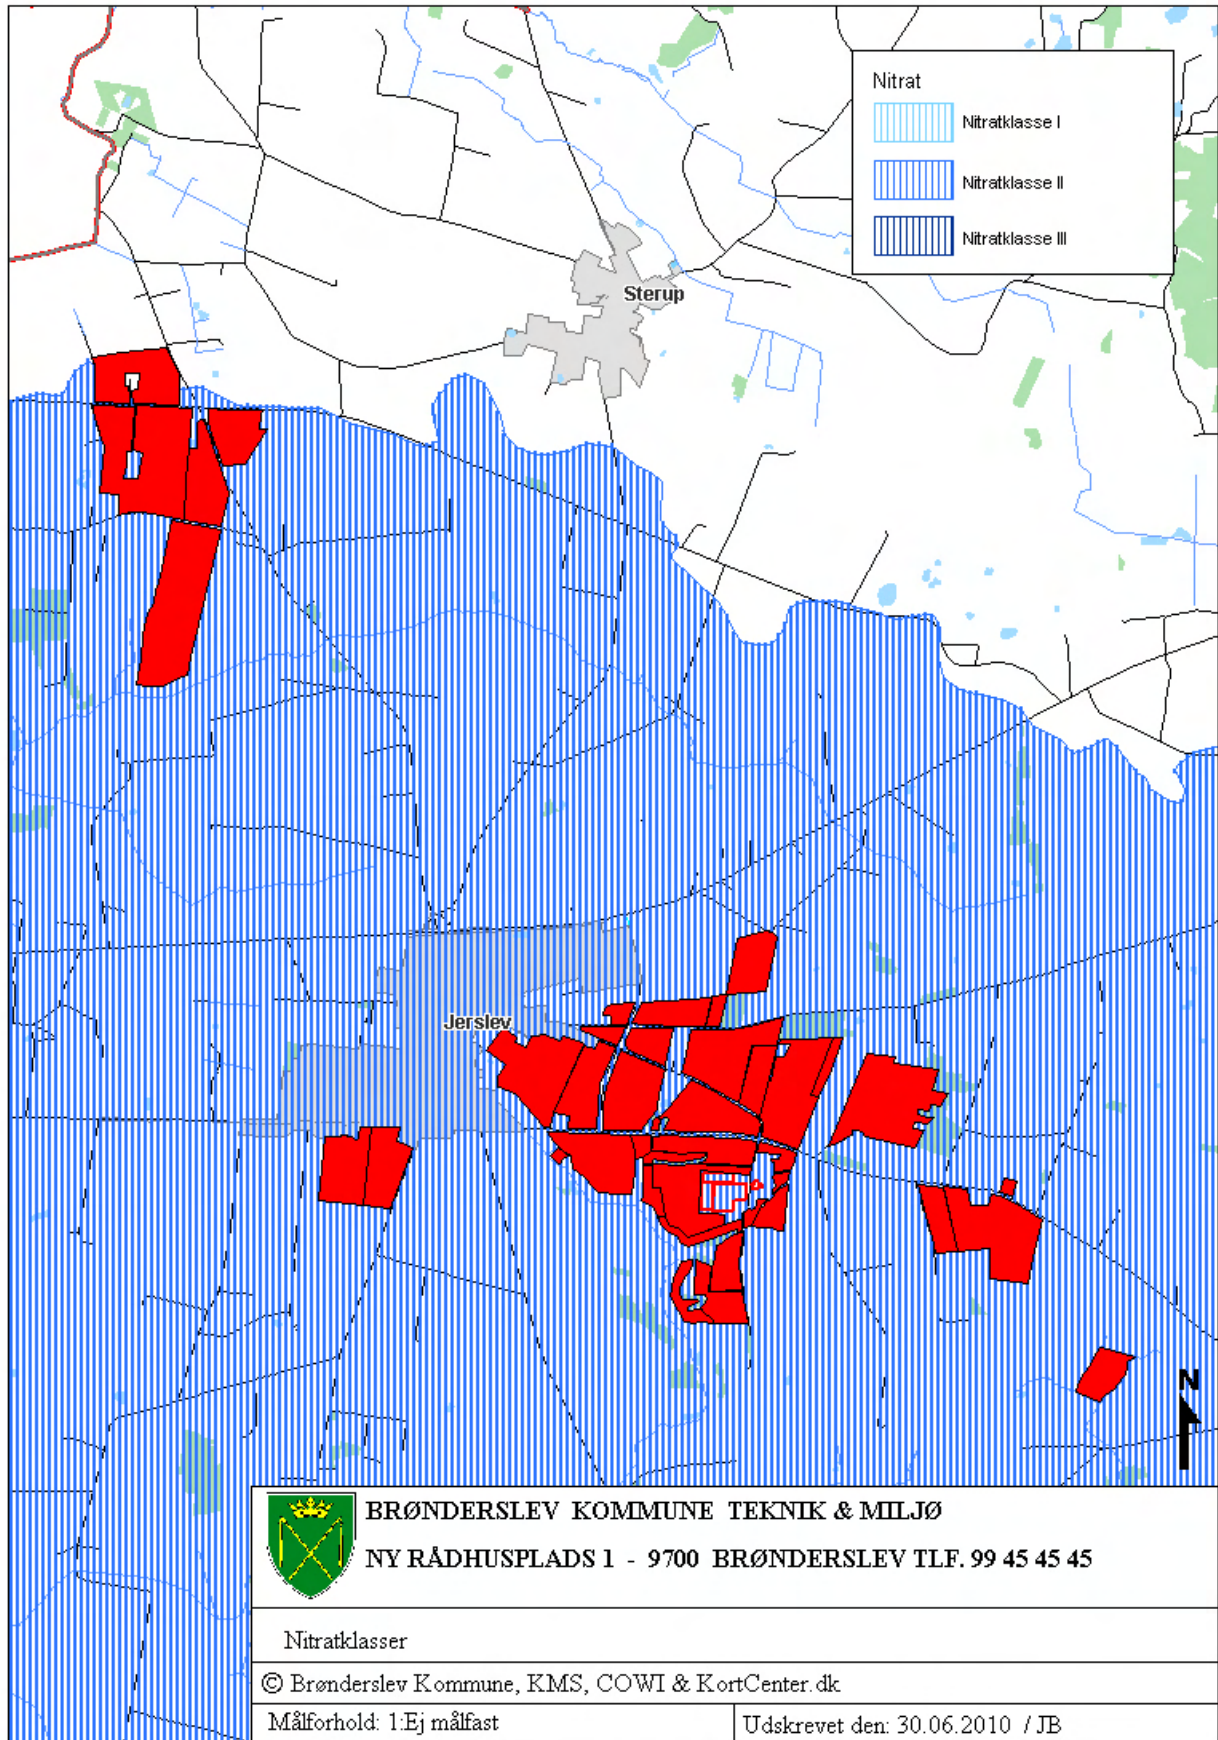 Nitrat
Nitratklasse I
Nitratklasse II
Nitratklasse III
Sterup
Jerslev
N
BRØNDERSLEV KOMMUNE TEKNIK & MILJØ
NY RÅDHUSPLADS 1 - 9700 BRØNDERSLEV TLF. 99 45 45 45
Nitratklasser
© Brønderslev Kommune, KMS, COWI & KortCenter.dk
Målforhold: 1:Ej målfast
Udskrevet den: 30.06.2010 / JB